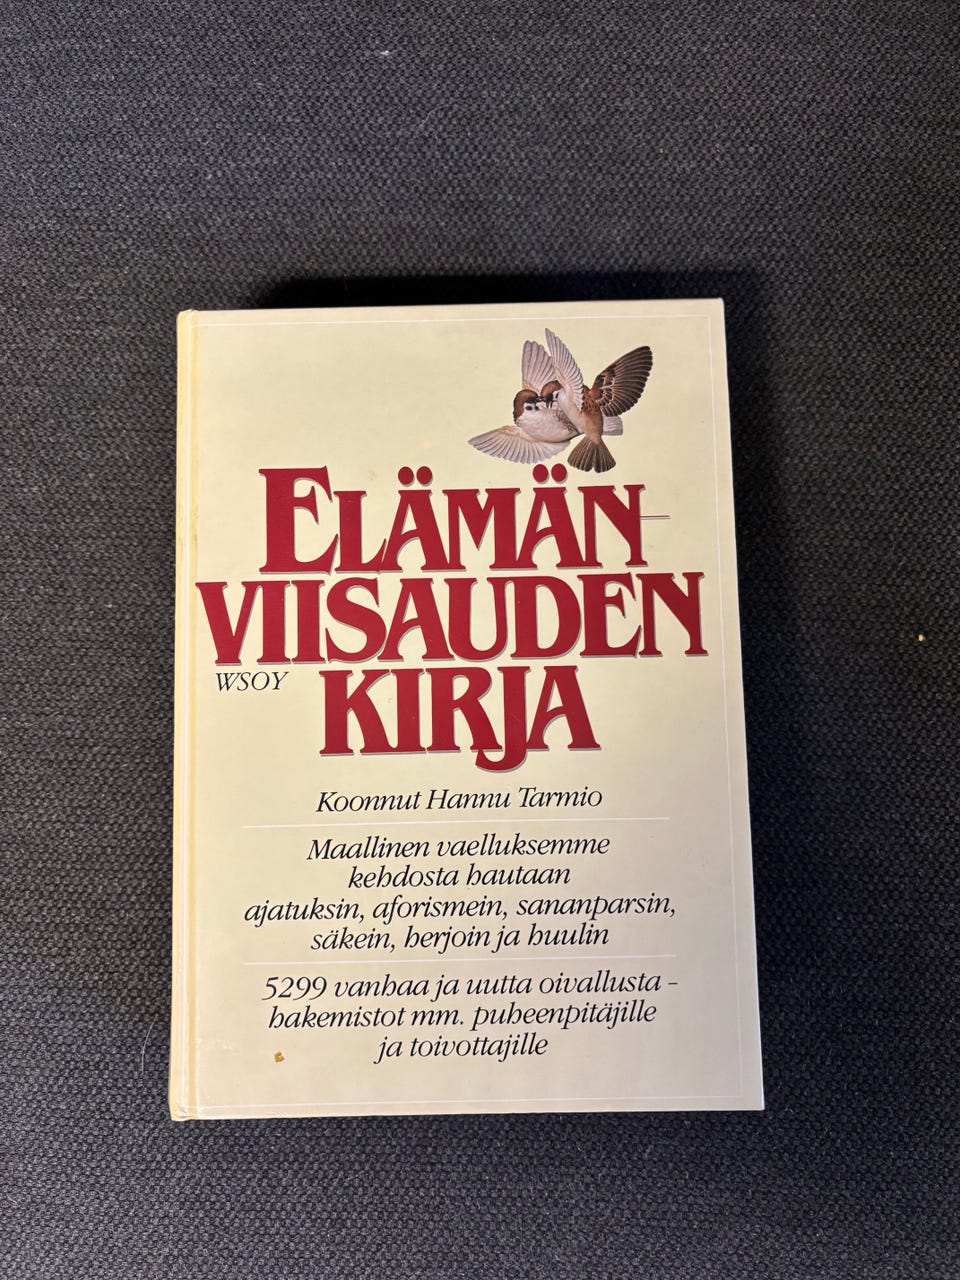 ELÄMÄN-
VIISAUDEN
WSOY
KIRJA
Koonnut Hannu Tarmio
Maallinen vaelluksemme
kehdosta hautaan
ajatuksin, aforismein, sananparsin,
säkein, herjoin ja huulin
5299 vanhaa ja uutta oivallusta –
hakemistot mm. puheenpitäjille
ja toivottajille